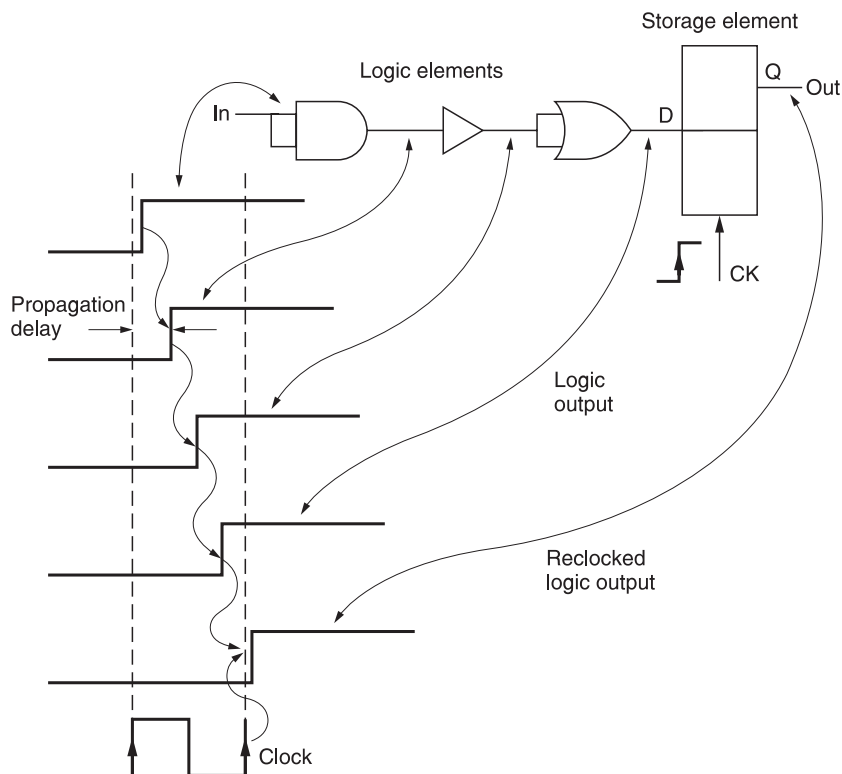 Storage element
Logic elements
In
D
Q
Out
CK
Propagation
delay
Logic
output
Reclocked
logic output
Clock